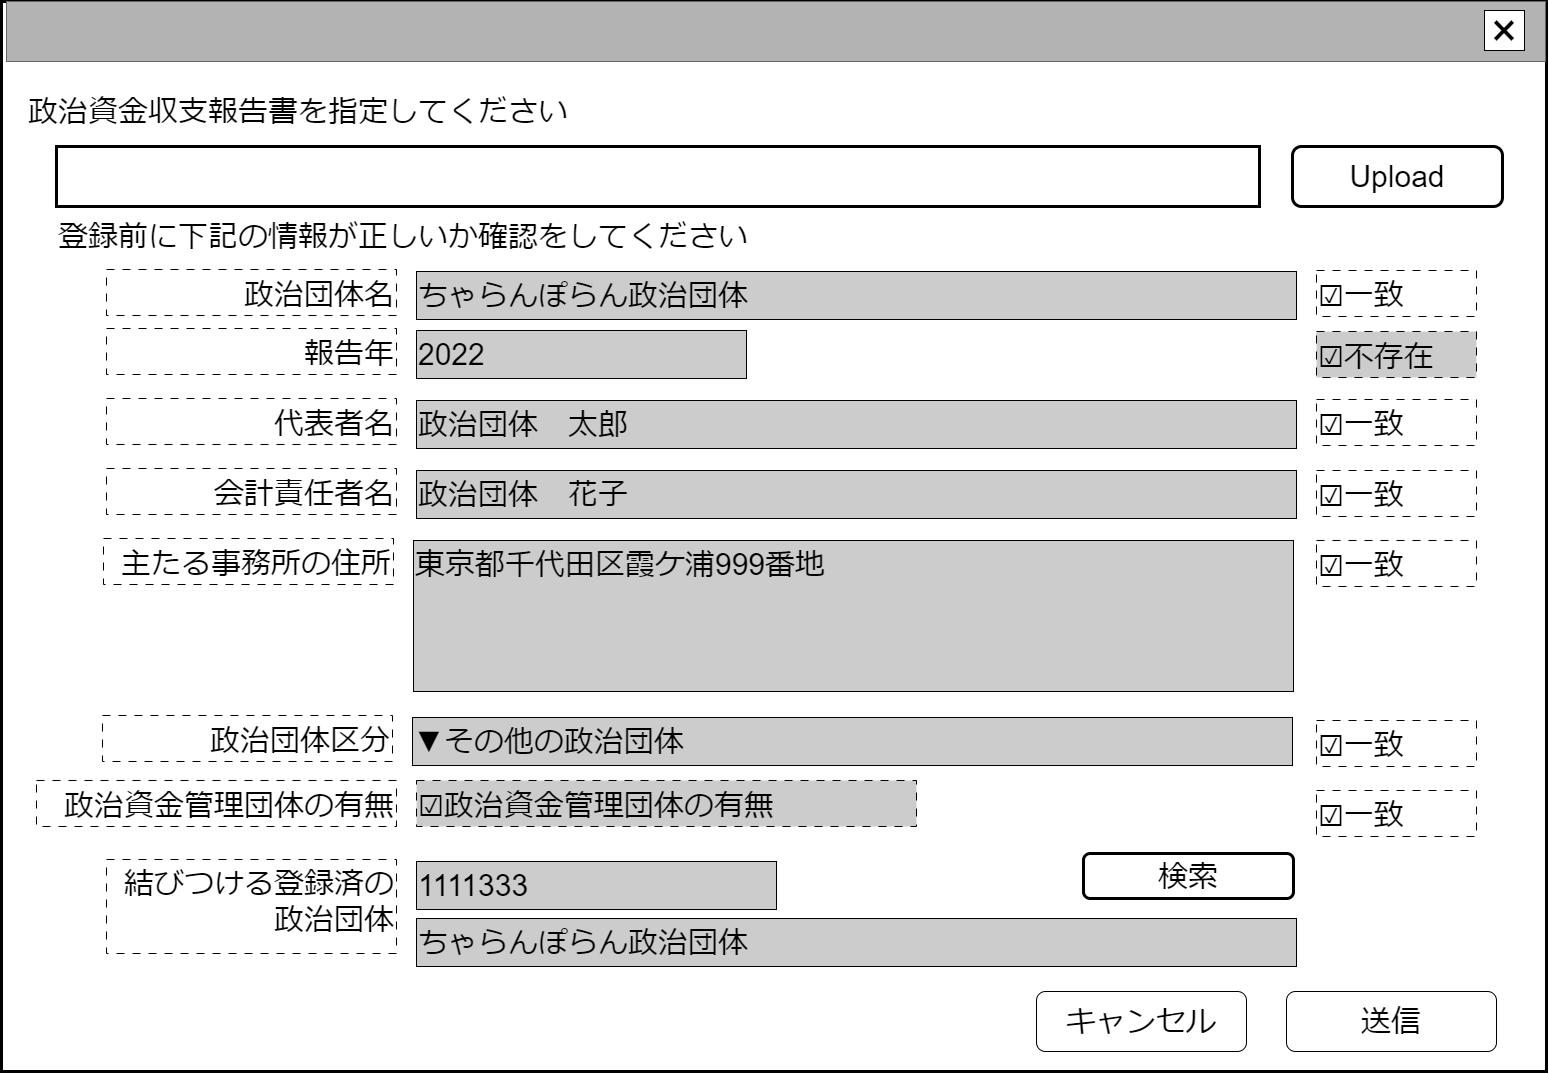 政治資金収支報告書を指定してください
Upload
登録前に下記の情報が正しいか確認をしてください
政治団体名 ちゃらんぽらん政治団体 ☑一致
報告年 2022 ☑不存在
代表者名 政治団体　太郎 ☑一致
会計責任者名 政治団体　花子 ☑一致
主たる事務所の住所 東京都千代田区霞ケ浦999番地 ☑一致
政治団体区分 ▼その他の政治団体 ☑一致
政治資金管理団体の有無 ☑政治資金管理団体の有無 ☑一致
結びつける登録済の
政治団体
1111333 検索
ちゃらんぽらん政治団体
キャンセル 送信